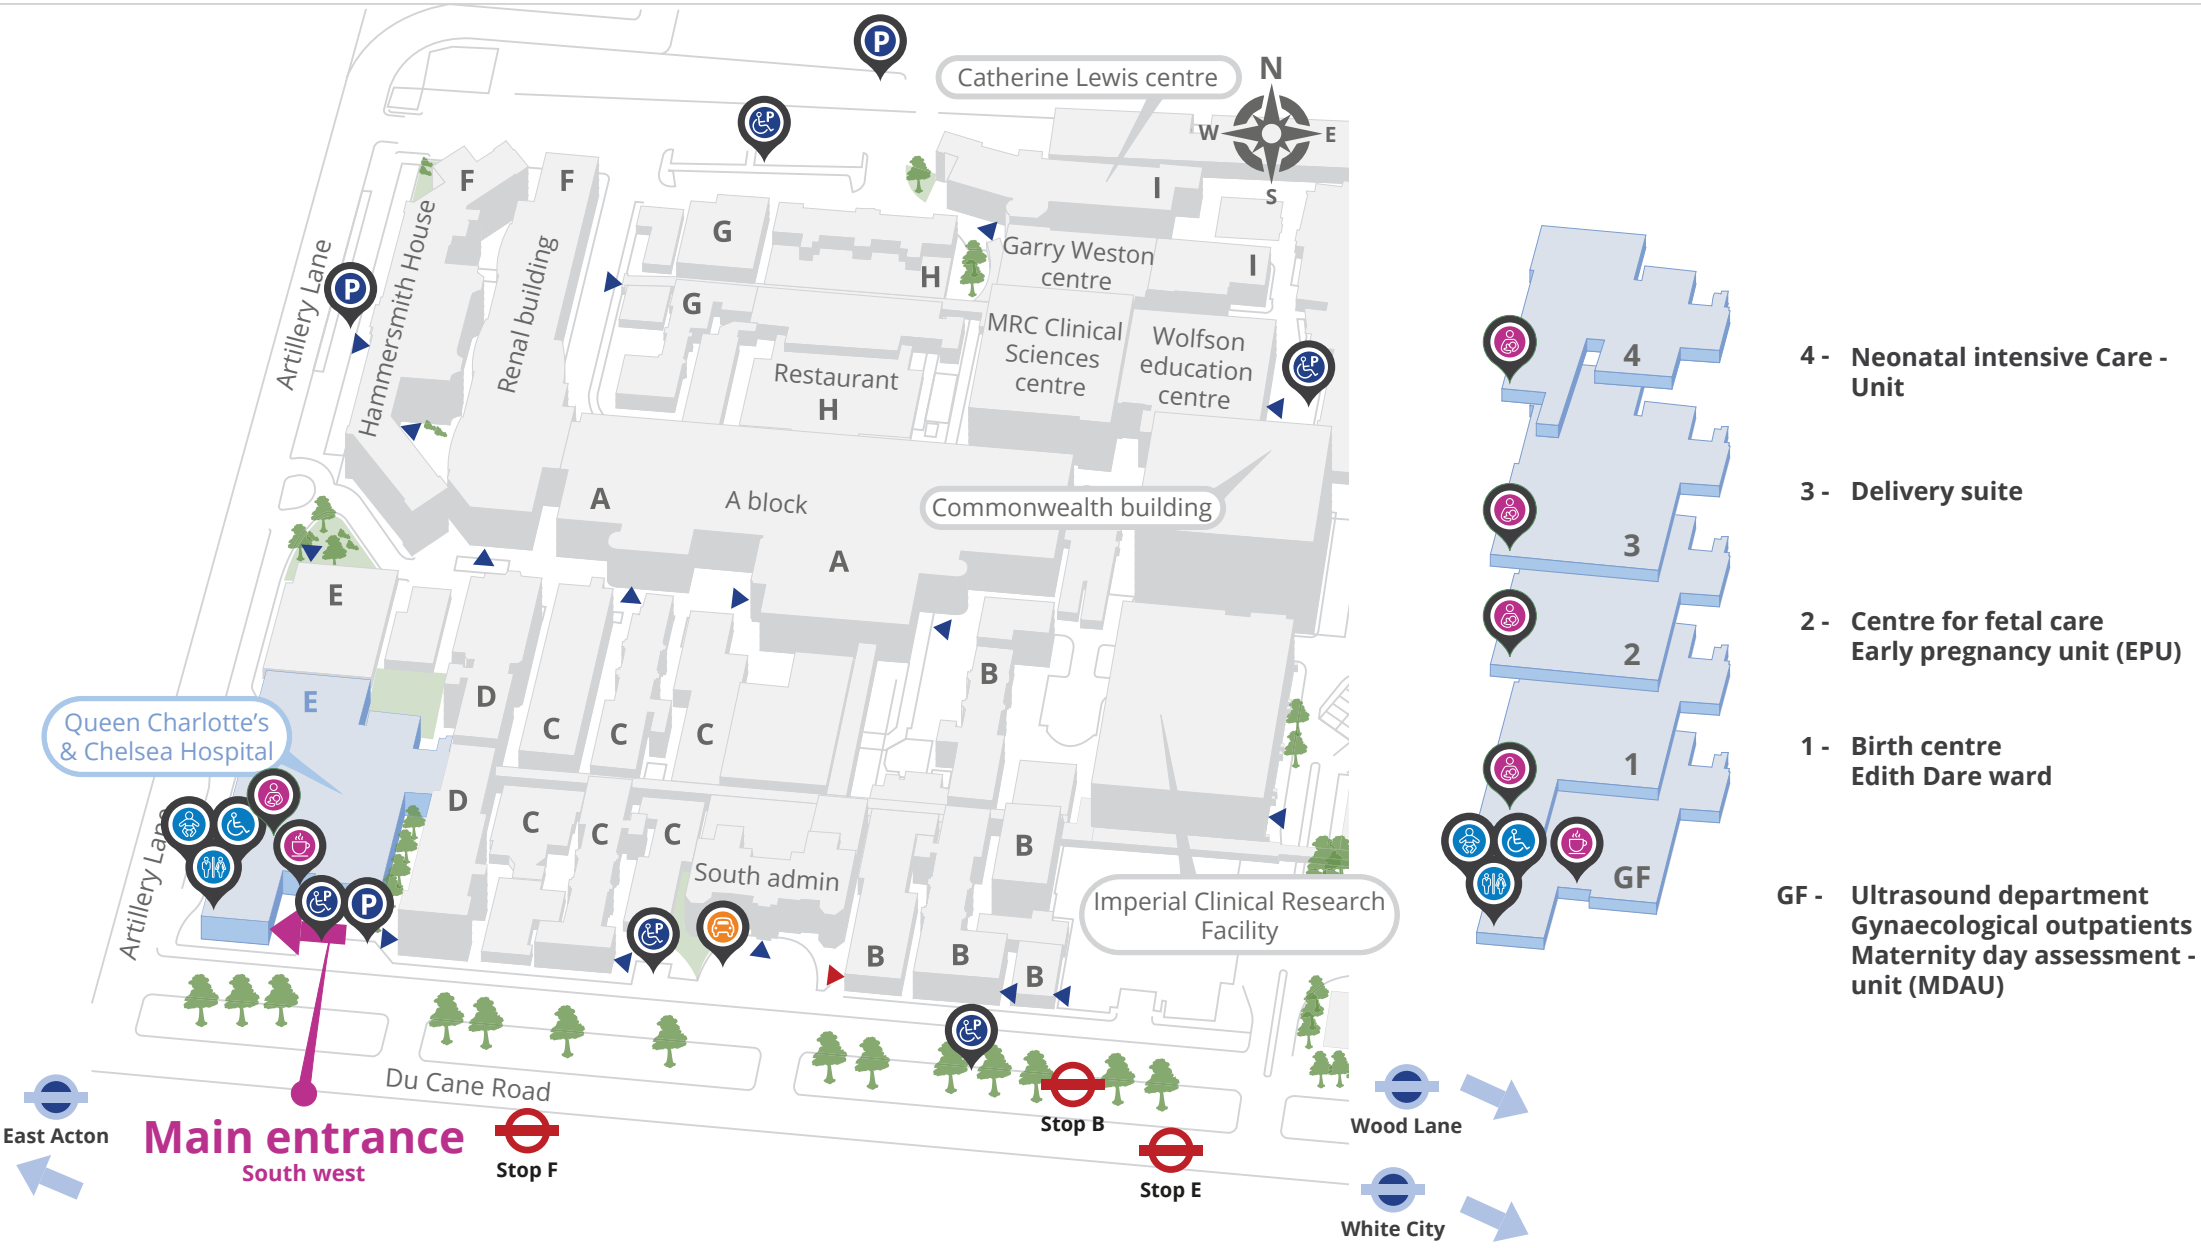 P
Catherine Lewis centre
N
P
W
E
S
F
F
I
G
Garry Weston
centre
I
H
Artillery Lane
P
Hammersmith House
Renal building
G
MRC Clinical
Sciences
centre
Wolfson
education
centre
P
Restaurant
H
A
A block
Commonwealth building
A
E
B
D
E
Queen Charlotte's
& Chelsea Hospital
C
C
C
D
C
C
C
B
Artillery Lane
South admin
Imperial Clinical Research
Facility
P
P
P
B
B
B
P
Du Cane Road
East Acton
Main entrance
South west
Stop F
Stop B
Stop E
Wood Lane
White City
4
3
2
1
GF
4 - Neonatal intensive Care -
Unit
3 - Delivery suite
2 - Centre for fetal care
Early pregnancy unit (EPU)
1 - Birth centre
Edith Dare ward
GF - Ultrasound department
Gynaecological outpatients
Maternity day assessment -
unit (MDAU)